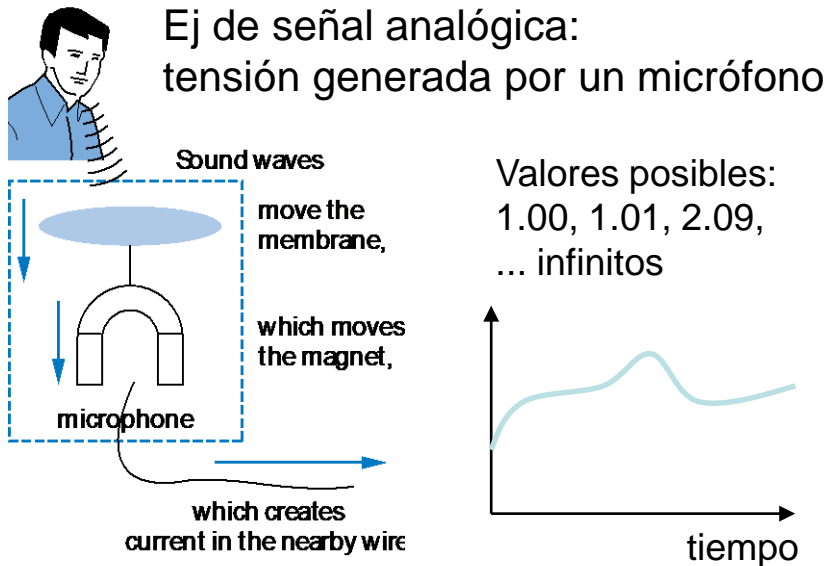 Ej de señal analógica:
tensión generada por un micrófono
Sound waves
move the
membrane,
which moves
the magnet,
microphone
which creates
current in the nearby wire
Valores posibles:
1.00, 1.01, 2.09,
... infinitos
tiempo